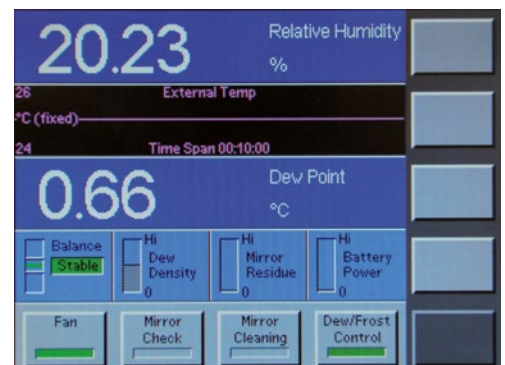 20.23 Relative Humidity
%
26 External Temp
°C (fixed)
24 Time Span 00:10:00
0.66 Dew Point
°C
Balance
Stable
Hi
Dew
Density
0
Hi
Mirror
Residue
0
Hi
Battery
Power
0
Fan
Mirror
Check
Mirror
Cleaning
Dew/Frost
Control